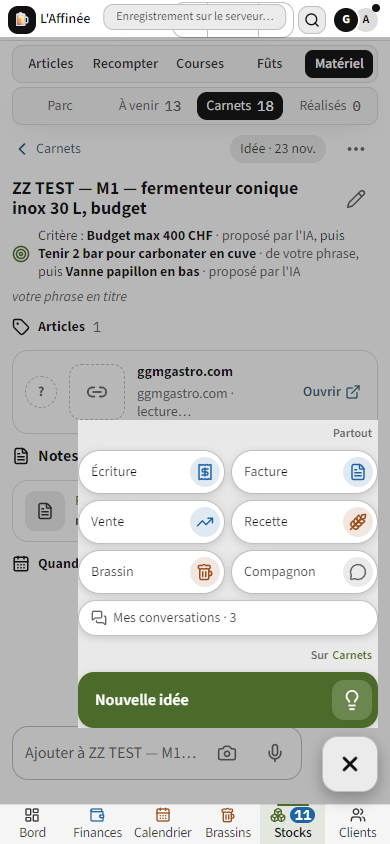 L'Affinée
Enregistrement sur le serveur…
G
A
Articles
Recompter
Courses
Fûts
Matériel
Parc
À venir 13
Carnets 18
Réalisés 0
Carnets
Idée · 23 nov.
ZZ TEST — M1 — fermenteur conique
inox 30 L, budget
Critère : Budget max 400 CHF · proposé par l'IA, puis
Tenir 2 bar pour carbonater en cuve · de votre phrase,
puis Vanne papillon en bas · proposé par l'IA
votre phrase en titre
Articles 1
?
ggmgastro.com
ggmgastro.com ·
lecture…
Ouvrir
Partout
Notes
Écriture
Facture
Vente
Recette
Quand
Brassin
Compagnon
Mes conversations · 3
Sur Carnets
Nouvelle idée
Ajouter à ZZ TEST — M1…
Bord
Finances
Calendrier
Brassins
11
Stocks
Clients